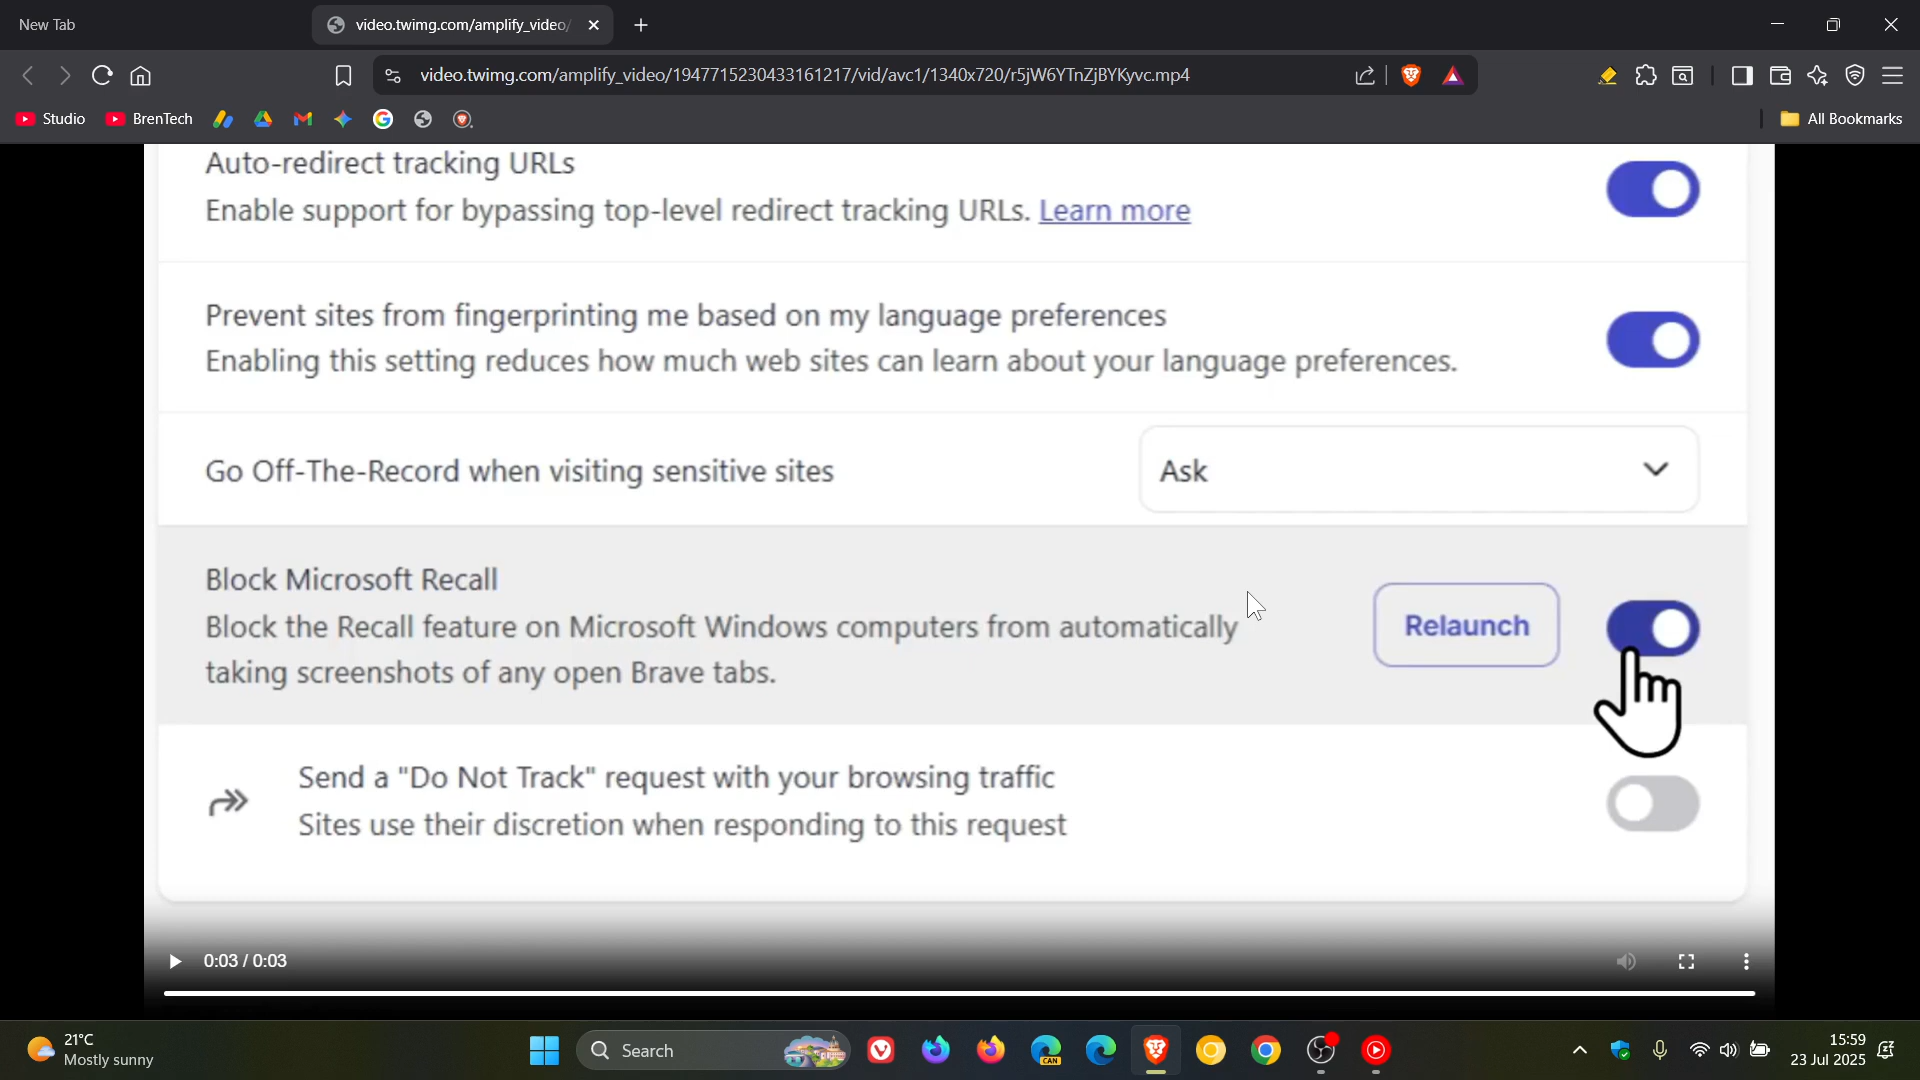 New Tab
video.twimg.com/amplify_video/
video.twimg.com/amplify_video/1947715230433161217/vid/avc1/1340x720/r5jW6YTnZjBYKyvc.mp4
Studio
BrenTech
All Bookmarks
Auto-redirect tracking URLs
Enable support for bypassing top-level redirect tracking URLs. Learn more
Prevent sites from fingerprinting me based on my language preferences
Enabling this setting reduces how much web sites can learn about your language preferences.
Go Off-The-Record when visiting sensitive sites
Ask
Block Microsoft Recall
Block the Recall feature on Microsoft Windows computers from automatically
taking screenshots of any open Brave tabs.
Relaunch
Send a "Do Not Track" request with your browsing traffic
Sites use their discretion when responding to this request
0:03 / 0:03
21°C
Mostly sunny
Search
CAN
15:59
23 Jul 2025